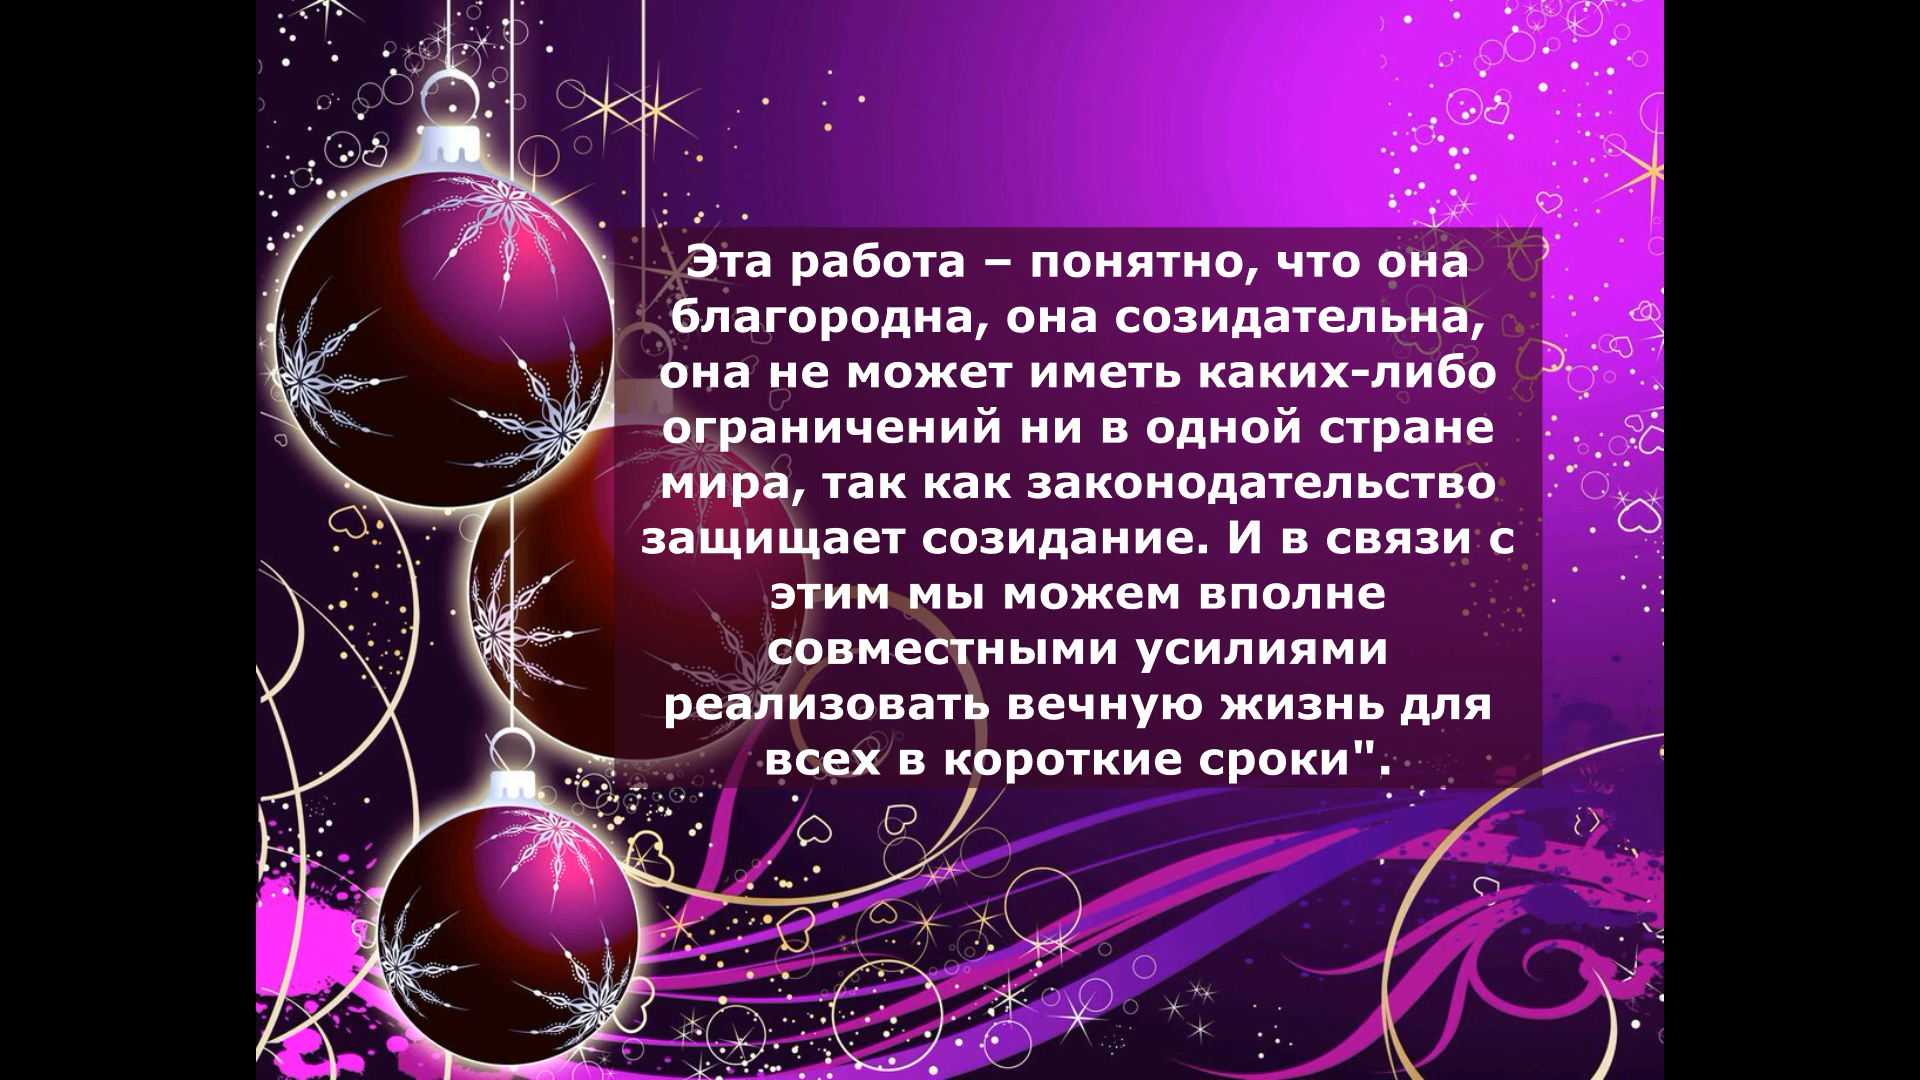 Эта работа – понятно, что она
благородна, она созидательна,
она не может иметь каких-либо
ограничений ни в одной стране
мира, так как законодательство
защищает созидание. И в связи с
этим мы можем вполне
совместными усилиями
реализовать вечную жизнь для
всех в короткие сроки".